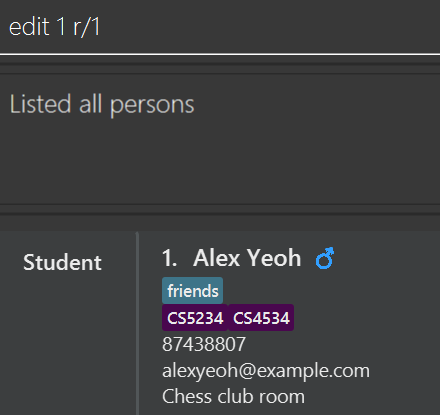 edit 1 r/1
Listed all persons
Student
1. Alex Yeoh
friends
CS5234 CS4534
87438807
alexyeoh@example.com
Chess club room